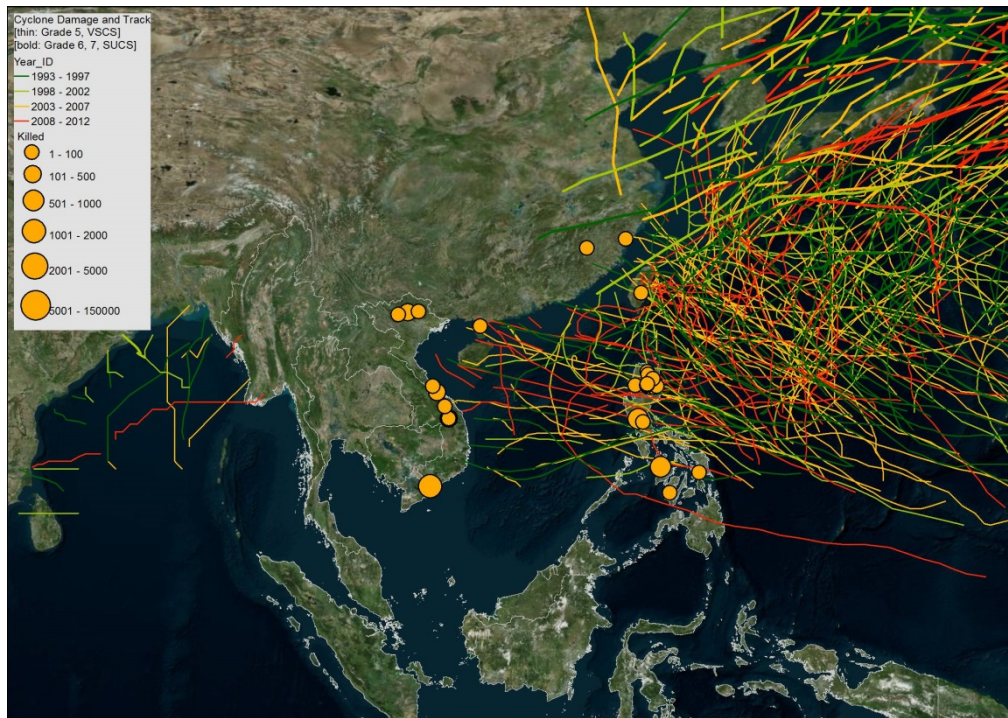 Cyclone Damage and Track
[thin: Grade 5, VSCS]
[bold: Grade 6, 7, SUCS]
Year_ID
1993 - 1997
1998 - 2002
2003 - 2007
2008 - 2012
Killed
1 - 100
101 - 500
501 - 1000
1001 - 2000
2001 - 5000
5001 - 150000